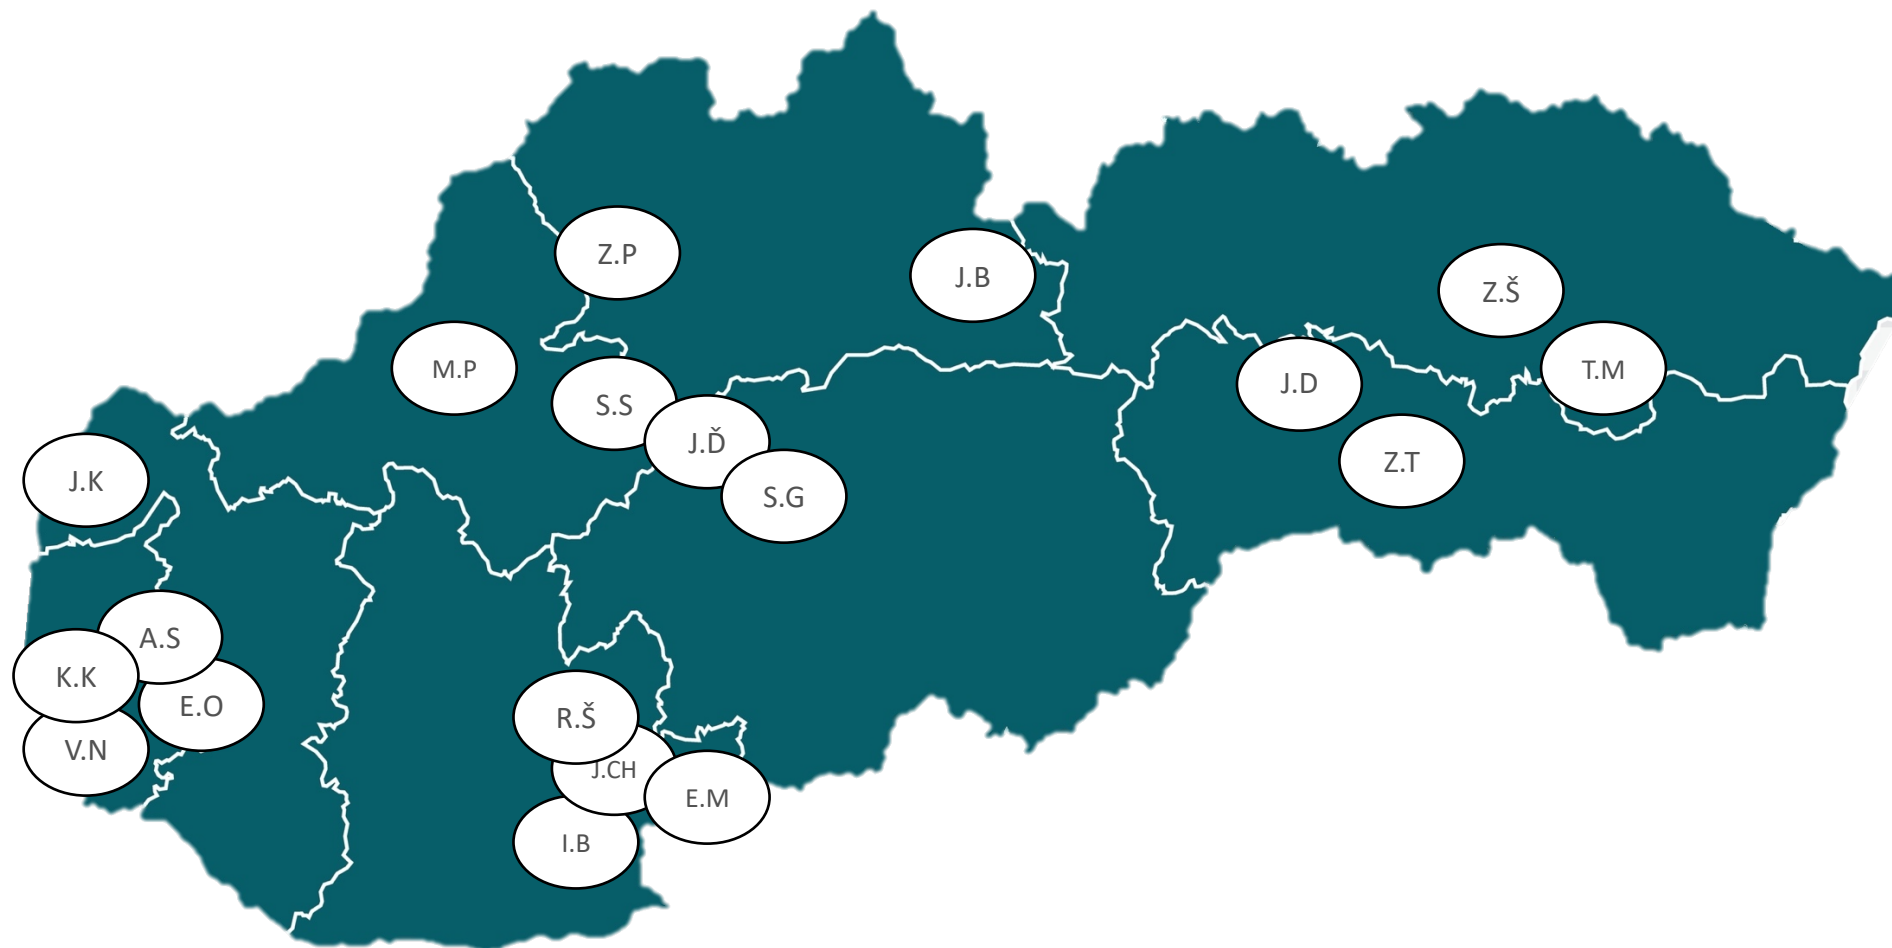 Z.P
J.B
Z.Š
M.P
T.M
J.D
S.S
J.Ď
Z.T
J.K
S.G
A.S
K.K
E.O
R.Š
V.N
J.CH
E.M
I.B